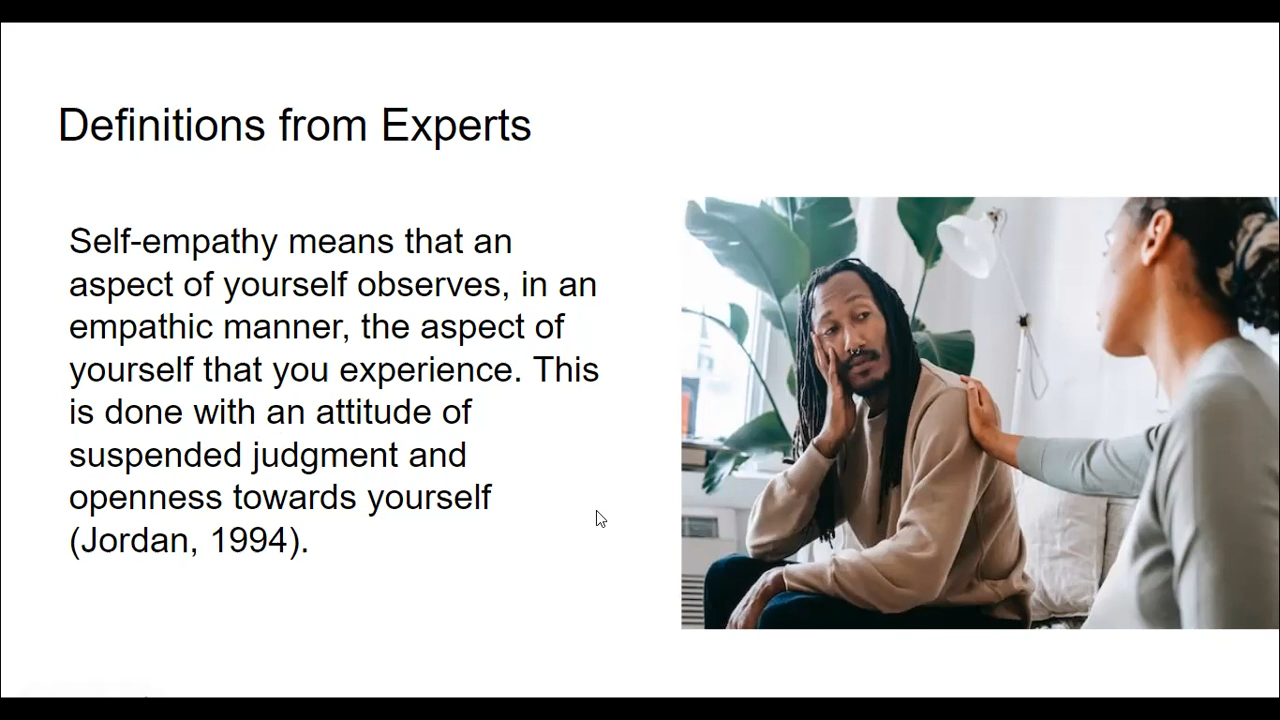 Definitions from Experts
Self-empathy means that an
aspect of yourself observes, in an
empathic manner, the aspect of
yourself that you experience. This
is done with an attitude of
suspended judgment and
openness towards yourself
(Jordan, 1994).